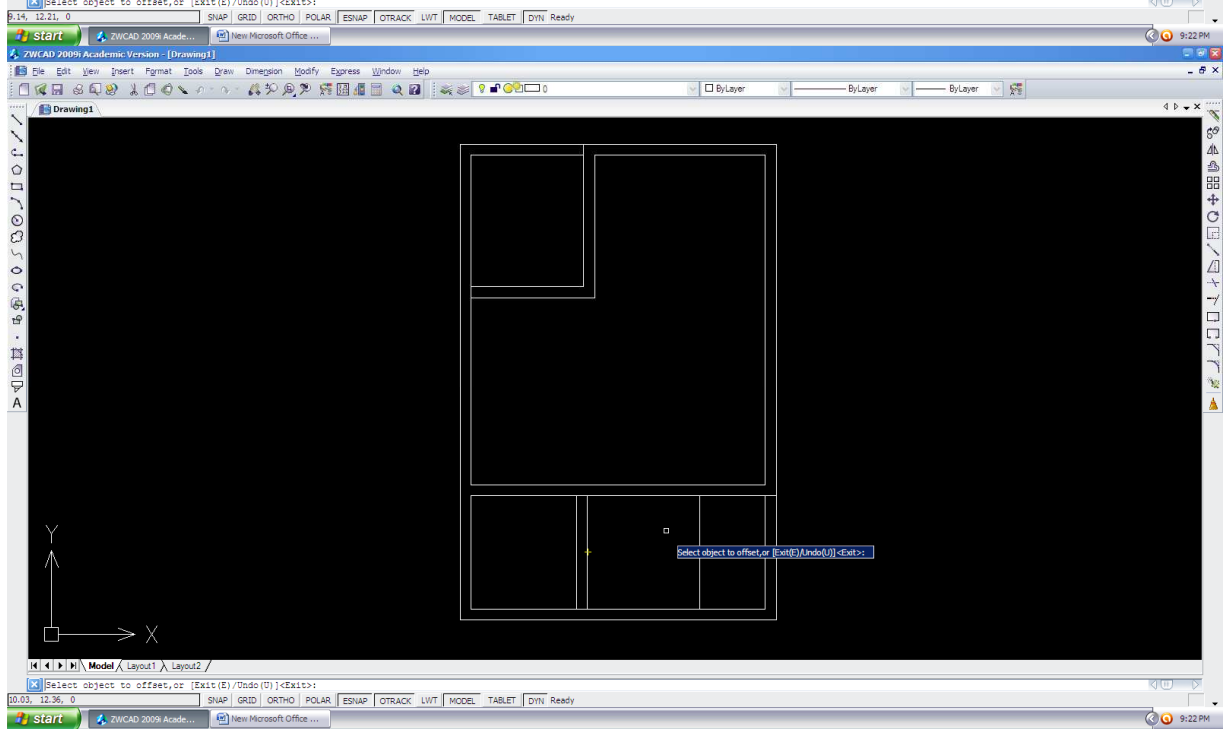 Select object to offset,or [Exit(E)/Undo(U)]<Exit>:
9.14, 12.21, 0 SNAP GRID ORTHO POLAR ESNAP OTRACK LWT MODEL TABLET DYN Ready
start ZWCAD 2009i Academ... New Microsoft Office ... 9:22 PM
ZWCAD 2009i Academic Version - [Drawing1]
File Edit View Insert Format Tools Draw Dimension Modify Express Window Help
0 ByLayer ByLayer ByLayer
Drawing1
A
Y
Select object to offset,or [Exit(E)/Undo(U)]<Exit>:
X
Model Layout1 Layout2
Select object to offset,or [Exit(E)/Undo(U)]<Exit>:
10.03, 12.36, 0 SNAP GRID ORTHO POLAR ESNAP OTRACK LWT MODEL TABLET DYN Ready
start ZWCAD 2009i Acade... New Microsoft Office ... 9:22 PM